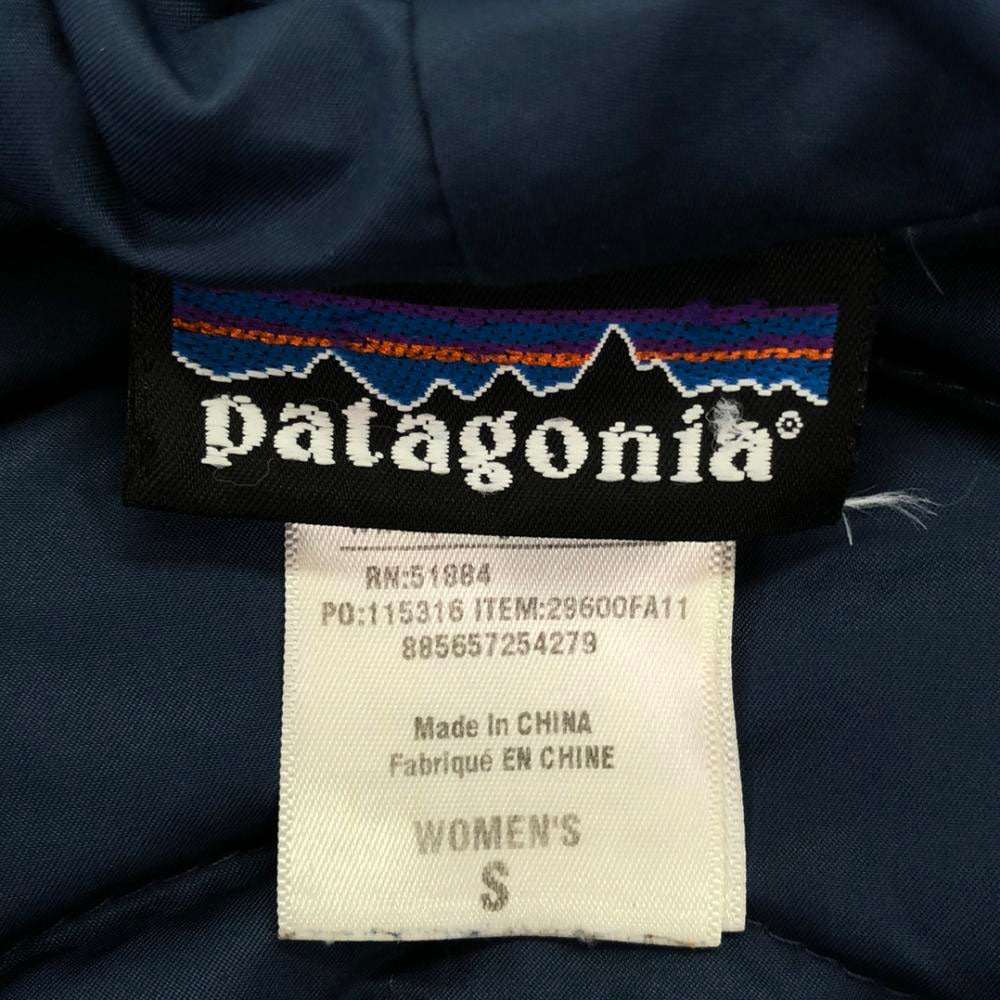 patagonia®
RN:51884
PO:115316 ITEM:29600FA11
885657254279
Made In CHINA
Fabriqué EN CHINE
WOMEN'S
S